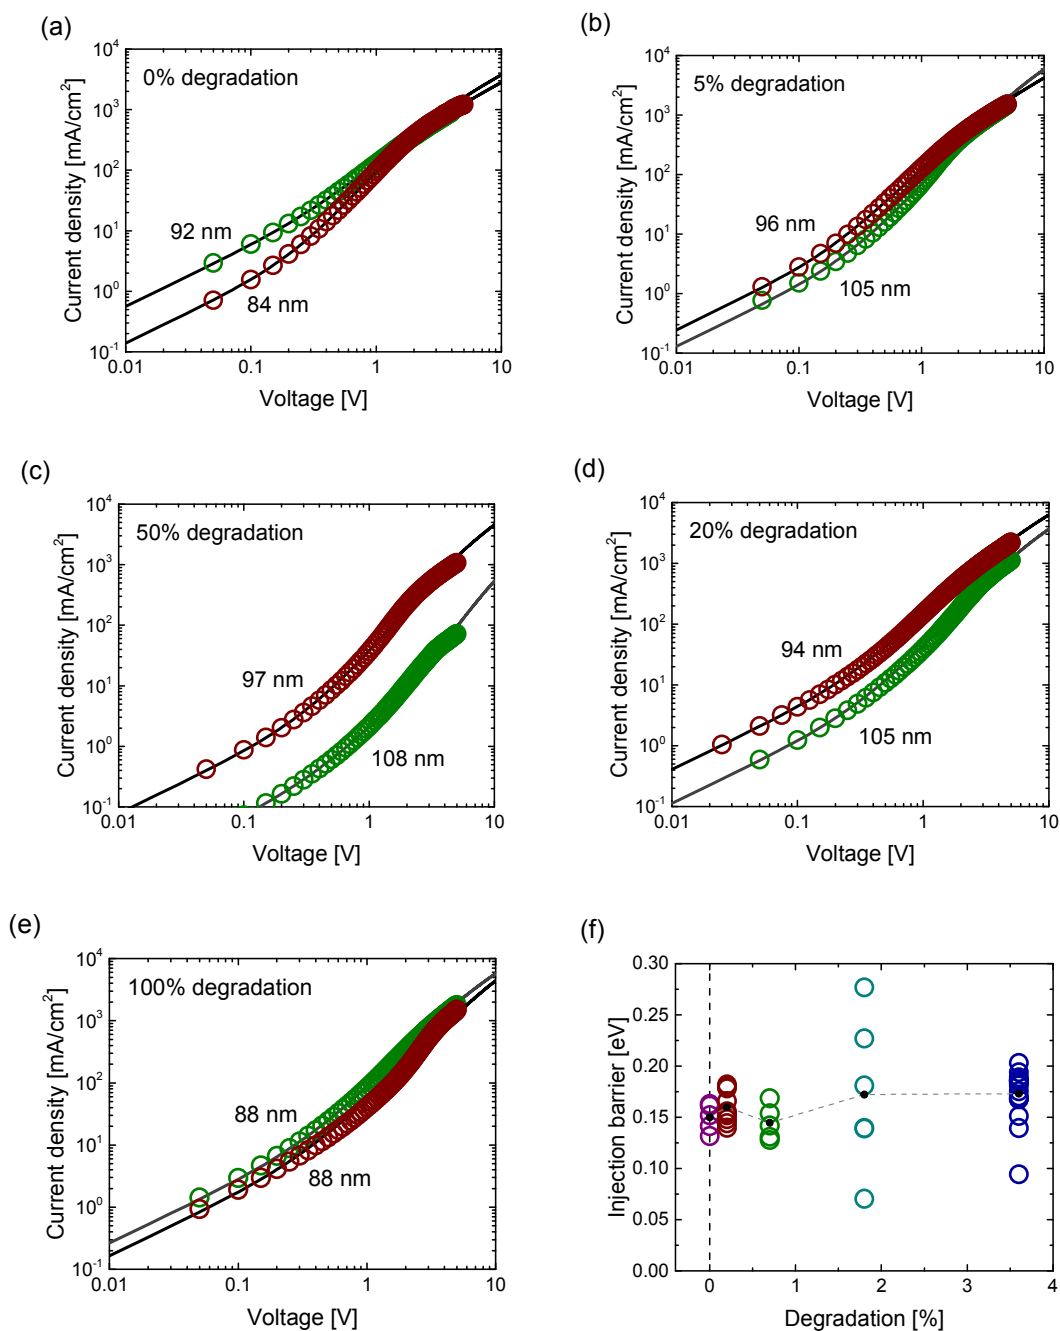 (a)
10^4
10^3
10^2
10^1
10^0
10^-1
Current density [mA/cm^2]
0% degradation
92 nm
84 nm
0.01 0.1 1 10
Voltage [V]
(b)
10^4
10^3
10^2
10^1
10^0
10^-1
Current density [mA/cm^2]
5% degradation
96 nm
105 nm
0.01 0.1 1 10
Voltage [V]
(c)
10^4
10^3
10^2
10^1
10^0
10^-1
Current density [mA/cm^2]
50% degradation
97 nm
108 nm
0.01 0.1 1 10
Voltage [V]
(d)
10^4
10^3
10^2
10^1
10^0
10^-1
Current density [mA/cm^2]
20% degradation
94 nm
105 nm
0.01 0.1 1 10
Voltage [V]
(e)
10^4
10^3
10^2
10^1
10^0
10^-1
Current density [mA/cm^2]
100% degradation
88 nm
88 nm
0.01 0.1 1 10
Voltage [V]
(f)
0.30
0.25
0.20
0.15
0.10
0.05
0.00
Injection barrier [eV]
0 1 2 3 4
Degradation [%]